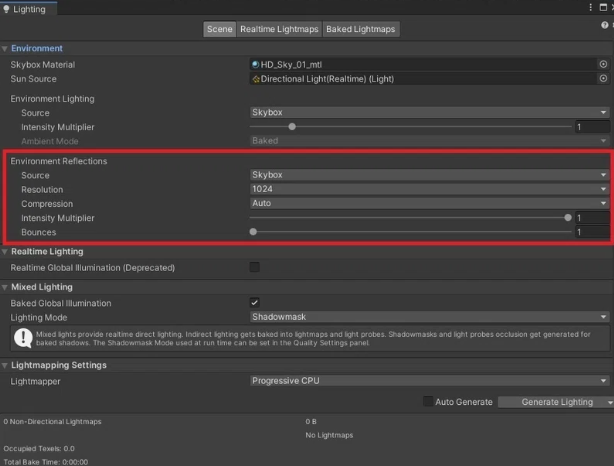 Lighting
Scene Realtime Lightmaps Baked Lightmaps
Environment
Skybox Material HD_Sky_01_mtl
Sun Source Directional Light(Realtime) (Light)
Environment Lighting
Source Skybox
Intensity Multiplier 1
Ambient Mode Baked
Environment Reflections
Source Skybox
Resolution 1024
Compression Auto
Intensity Multiplier 1
Bounces 1
Realtime Lighting
Realtime Global Illumination (Deprecated)
Mixed Lighting
Baked Global Illumination
Lighting Mode Shadowmask
Mixed lights provide realtime direct lighting. Indirect lighting gets baked into lightmaps and light probes. Shadowmasks and light probes occlusion get generated for
baked shadows. The Shadowmask Mode used at run time can be set in the Quality Settings panel.
Lightmapping Settings
Lightmapper Progressive CPU
Auto Generate Generate Lighting
0 Non-Directional Lightmaps 0 B
No Lightmaps
Occupied Texels: 0.0
Total Bake Time: 0:00:00